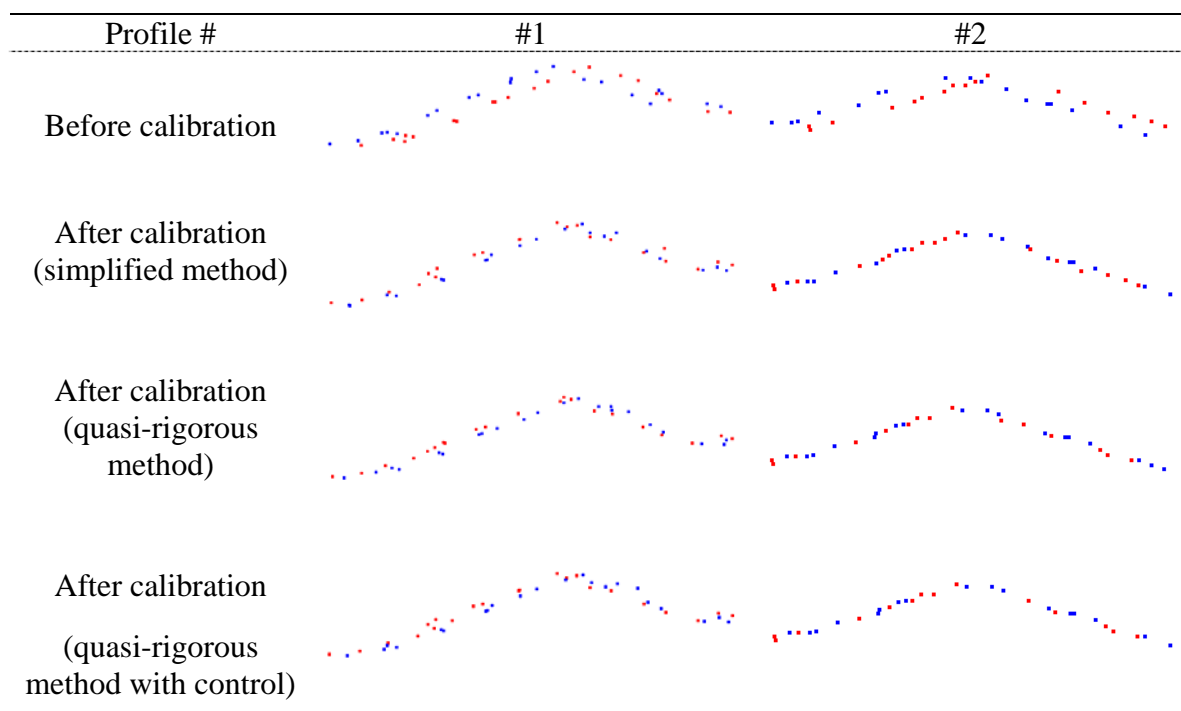 Profile # #1 #2
Before calibration
After calibration
(simplified method)
After calibration
(quasi-rigorous
method)
After calibration
(quasi-rigorous
method with control)